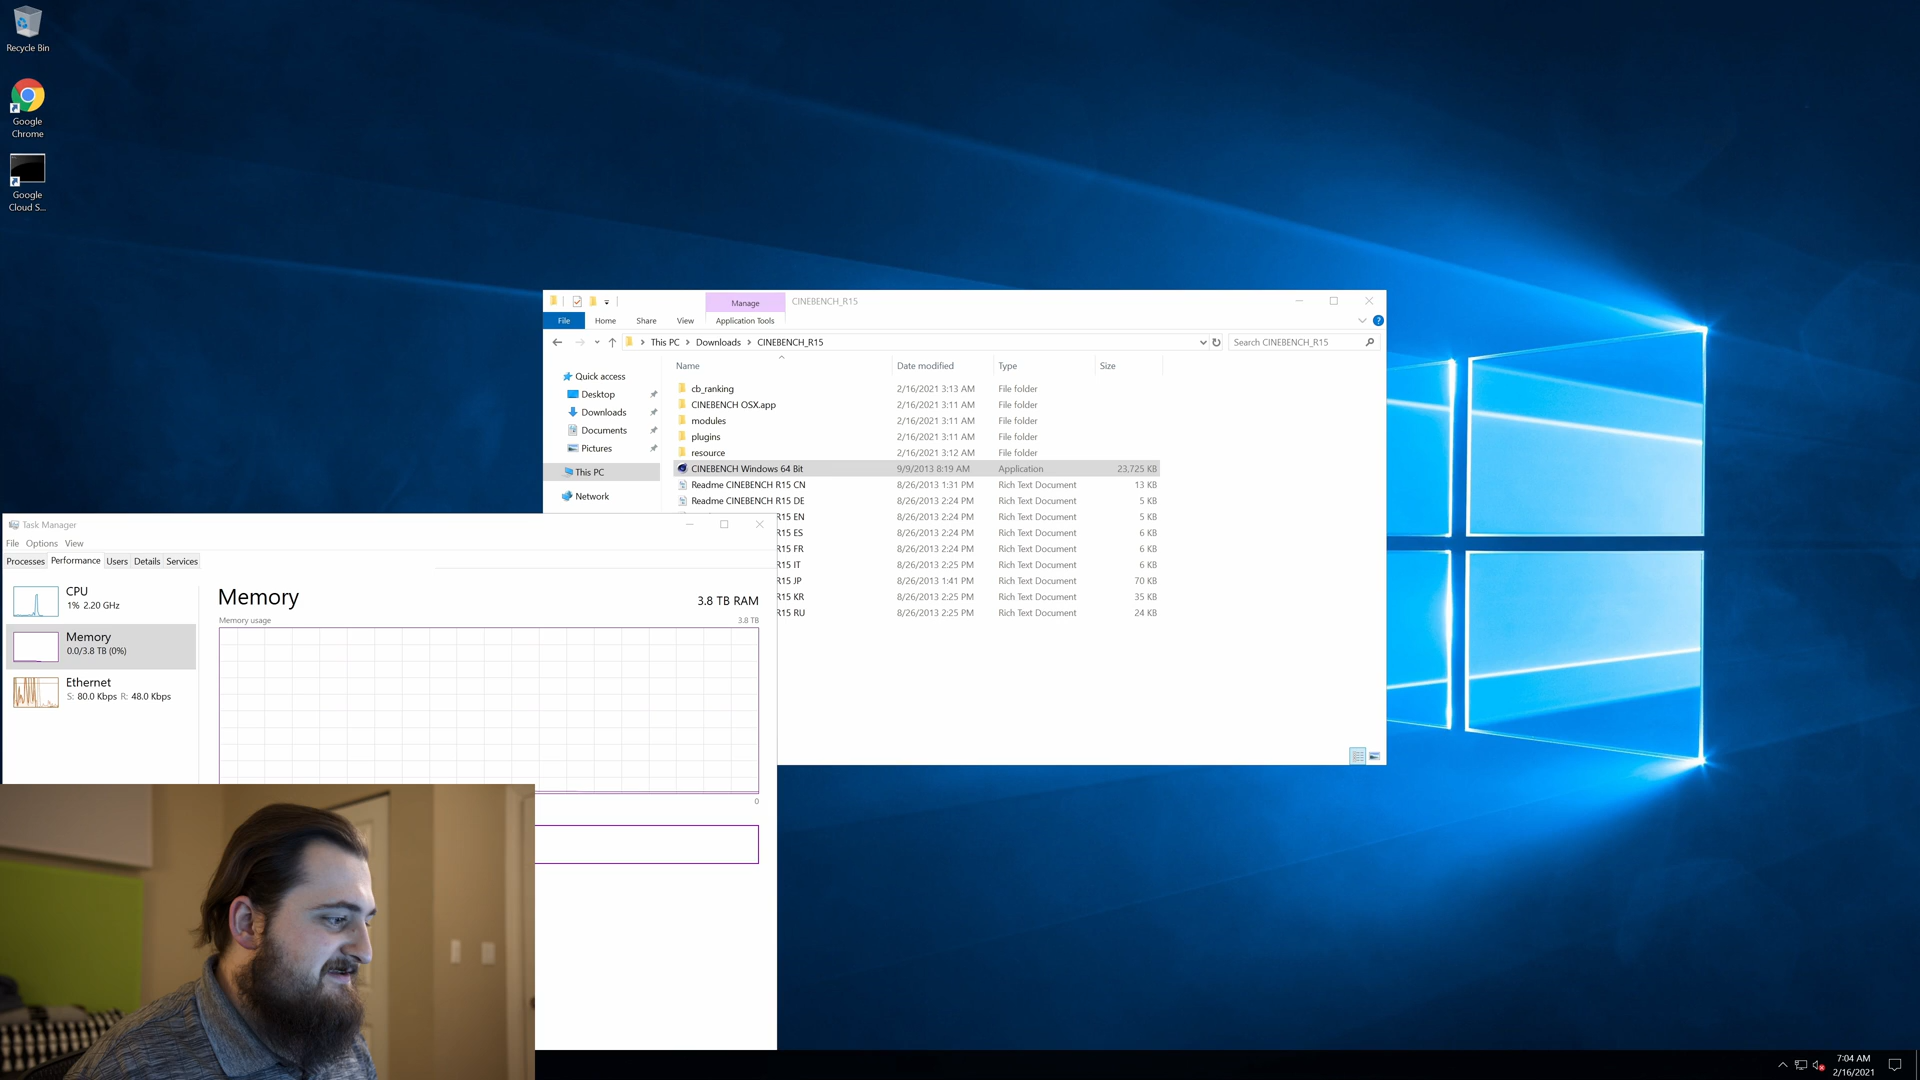 Recycle Bin
Google
Chrome
Google
Cloud S...
Manage
CINEBENCH_R15
File
Home
Share
View
Application Tools
This PC > Downloads > CINEBENCH_R15
Search CINEBENCH_R15
Name
Date modified
Type
Size
Quick access
Desktop
Downloads
Documents
Pictures
This PC
Network
cb_ranking 2/16/2021 3:13 AM File folder
CINEBENCH OSX.app 2/16/2021 3:11 AM File folder
modules 2/16/2021 3:11 AM File folder
plugins 2/16/2021 3:11 AM File folder
resource 2/16/2021 3:12 AM File folder
CINEBENCH Windows 64 Bit 9/9/2013 8:19 AM Application 23,725 KB
Readme CINEBENCH R15 CN 8/26/2013 1:31 PM Rich Text Document 13 KB
Readme CINEBENCH R15 DE 8/26/2013 2:24 PM Rich Text Document 5 KB
R15 EN 8/26/2013 2:24 PM Rich Text Document 5 KB
R15 ES 8/26/2013 2:24 PM Rich Text Document 6 KB
R15 FR 8/26/2013 2:24 PM Rich Text Document 6 KB
R15 IT 8/26/2013 2:25 PM Rich Text Document 6 KB
R15 JP 8/26/2013 1:41 PM Rich Text Document 70 KB
R15 KR 8/26/2013 2:25 PM Rich Text Document 35 KB
R15 RU 8/26/2013 2:25 PM Rich Text Document 24 KB
Task Manager
File Options View
Processes Performance Users Details Services
CPU
1% 2.20 GHz
Memory
0.0/3.8 TB (0%)
Ethernet
S: 80.0 Kbps R: 48.0 Kbps
Memory
3.8 TB RAM
Memory usage
3.8 TB
0
7:04 AM
2/16/2021